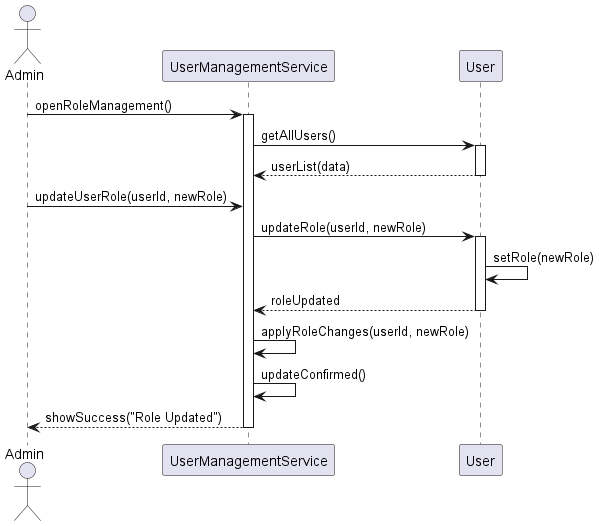 Admin
UserManagementService
User
openRoleManagement()
getAllUsers()
userList(data)
updateUserRole(userId, newRole)
updateRole(userId, newRole)
setRole(newRole)
roleUpdated
applyRoleChanges(userId, newRole)
updateConfirmed()
showSuccess("Role Updated")
Admin
UserManagementService
User